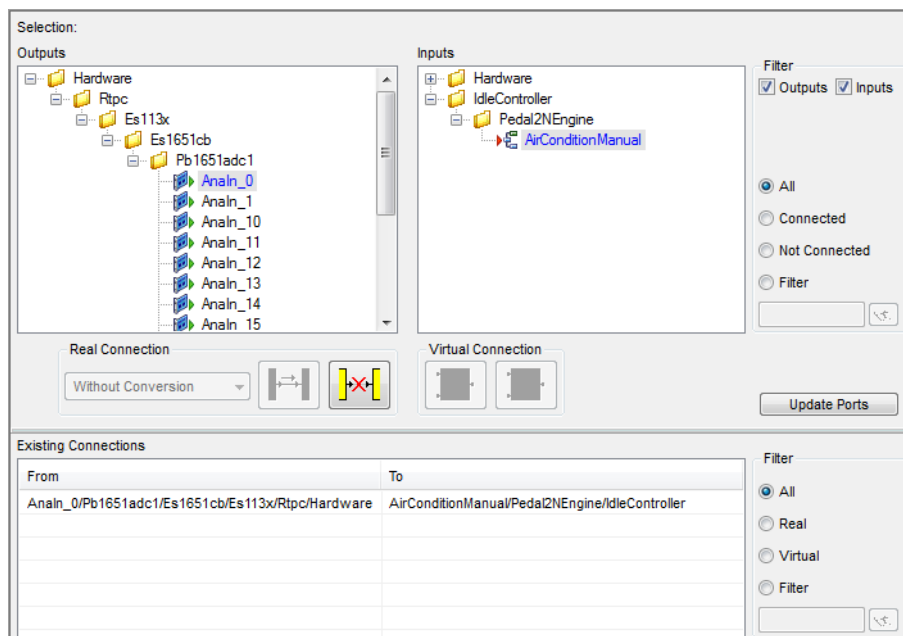 Selection:
Outputs
Inputs
Hardware
Rtpc
Es113x
Es1651cb
Pb1651adc1
AnaIn_0
AnaIn_1
AnaIn_10
AnaIn_11
AnaIn_12
AnaIn_13
AnaIn_14
AnaIn_15
Hardware
IdleController
Pedal2NEngine
AirConditionManual
Filter
Outputs Inputs
All
Connected
Not Connected
Filter
Real Connection
Without Conversion
Virtual Connection
Update Ports
Existing Connections
From To
AnaIn_0/Pb1651adc1/Es1651cb/Es113x/Rtpc/Hardware AirConditionManual/Pedal2NEngine/IdleController
Filter
All
Real
Virtual
Filter